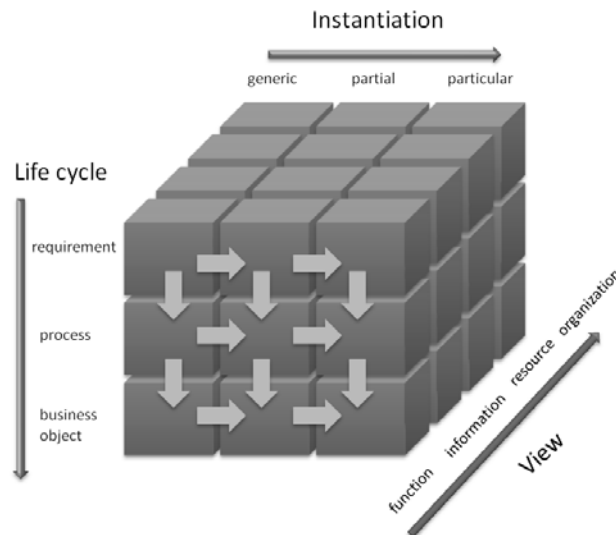 Instantiation
generic partial particular
Life cycle
requirement
process
business
object
function information resource organization
View